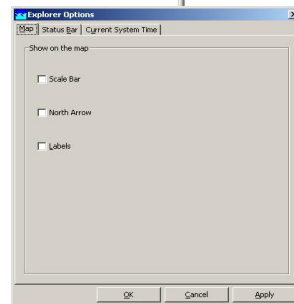 Explorer Options
Map Status Bar Current System Time
Show on the map
Scale Bar
North Arrow
Labels
OK Cancel Apply